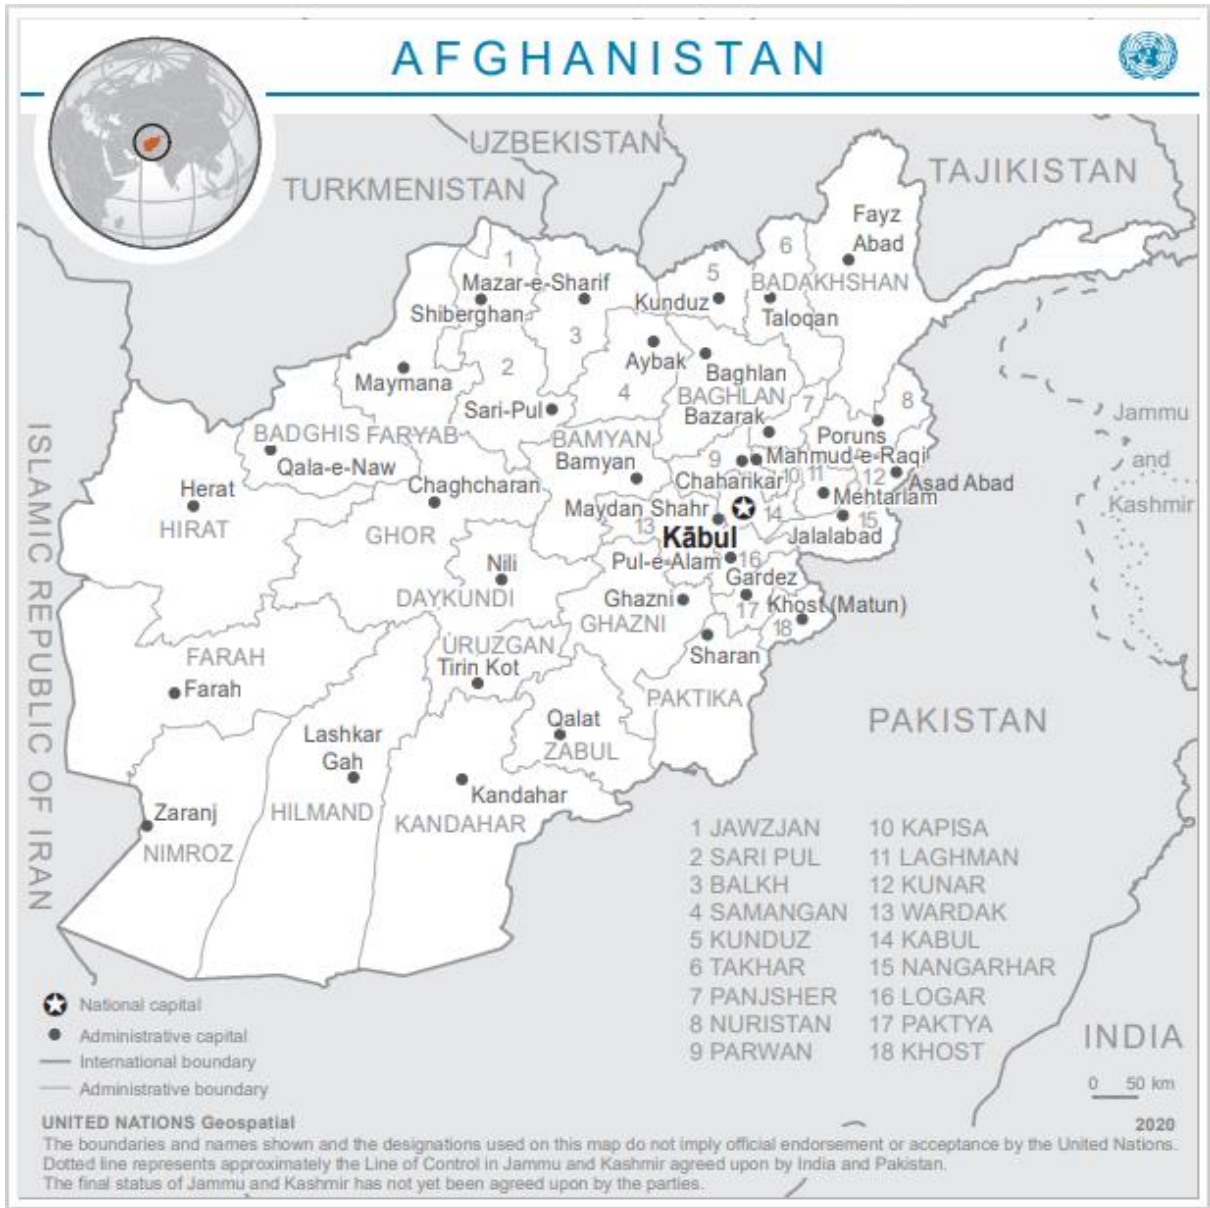 AFGHANISTAN
UZBEKISTAN
TAJIKISTAN
TURKMENISTAN
Fayz
Abad
6
1
5
BADAKHSHAN
Mazar-e-Sharif
Kunduz
Shiberghan
Taloqan
3
Aybak
2
Baghlan
Maymana
4
BAGHLAN
7
8
Sari-Pul
Bazarak
Jammu
BADGHIS
FARYAB
BAMYAN
Poruns
and
Qala-e-Naw
Bamyan
9
Mahmud-e-Raqi
Chaharikar
10
11
12
Asad Abad
Herat
Chaghcharan
Mehtarlam
Kashmir
HIRAT
GHOR
Maydan Shahr
13
14
15
Kābul
Jalalabad
Nili
Pul-e-Alam
16
Gardez
DAYKUNDI
Ghazni
17
Khost (Matun)
GHAZNI
18
ISLAMIC REPUBLIC OF IRAN
FARAH
URUZGAN
Sharan
Farah
Tirin Kot
PAKTIKA
Lashkar
Gah
Qalat
ZABUL
PAKISTAN
Zaranj
HILMAND
Kandahar
KANDAHAR
NIMROZ
1 JAWZJAN
2 SARI PUL
3 BALKH
4 SAMANGAN
5 KUNDUZ
6 TAKHAR
7 PANJSHER
8 NURISTAN
9 PARWAN
10 KAPISA
11 LAGHMAN
12 KUNAR
13 WARDAK
14 KABUL
15 NANGARHAR
16 LOGAR
17 PAKTYA
18 KHOST
INDIA
0 50 km
National capital
Administrative capital
International boundary
Administrative boundary
UNITED NATIONS Geospatial
2020
The boundaries and names shown and the designations used on this map do not imply official endorsement or acceptance by the United Nations.
Dotted line represents approximately the Line of Control in Jammu and Kashmir agreed upon by India and Pakistan.
The final status of Jammu and Kashmir has not yet been agreed upon by the parties.